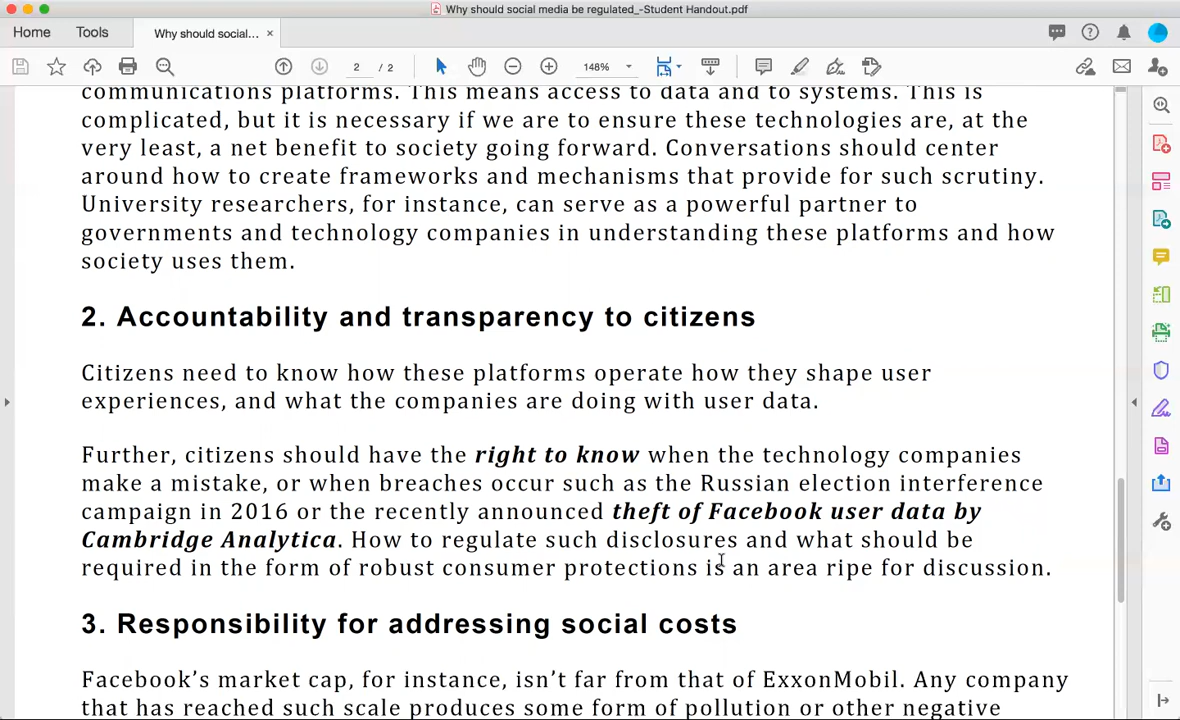 Why should social media be regulated_-Student Handout.pdf
Home
Tools
Why should social... ×
2 / 2
148%
communications platforms. This means access to data and to systems. This is
complicated, but it is necessary if we are to ensure these technologies are, at the
very least, a net benefit to society going forward. Conversations should center
around how to create frameworks and mechanisms that provide for such scrutiny.
University researchers, for instance, can serve as a powerful partner to
governments and technology companies in understanding these platforms and how
society uses them.
2. Accountability and transparency to citizens
Citizens need to know how these platforms operate how they shape user
experiences, and what the companies are doing with user data.
Further, citizens should have the right to know when the technology companies
make a mistake, or when breaches occur such as the Russian election interference
campaign in 2016 or the recently announced theft of Facebook user data by
Cambridge Analytica. How to regulate such disclosures and what should be
required in the form of robust consumer protections is an area ripe for discussion.
3. Responsibility for addressing social costs
Facebook’s market cap, for instance, isn’t far from that of ExxonMobil. Any company
that has reached such scale produces some form of pollution or other negative